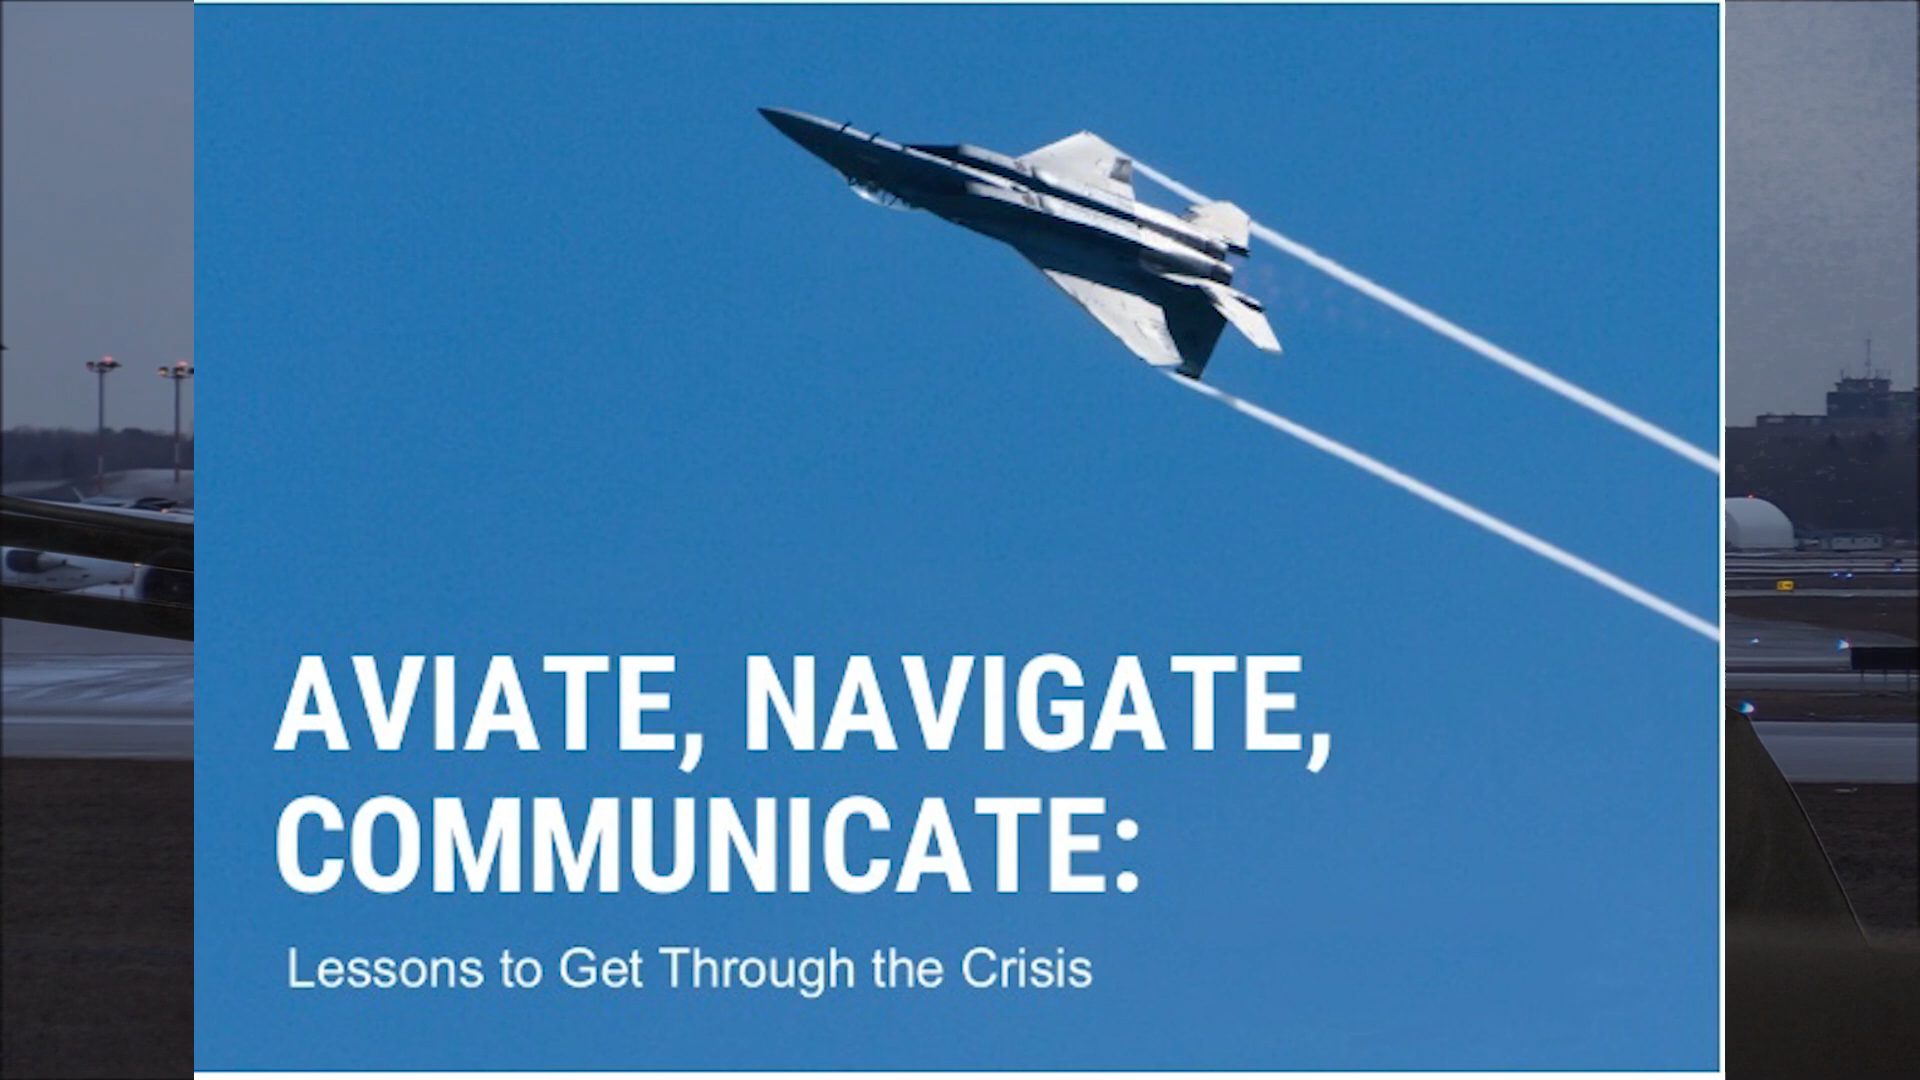 AVIATE, NAVIGATE,
COMMUNICATE:
Lessons to Get Through the Crisis